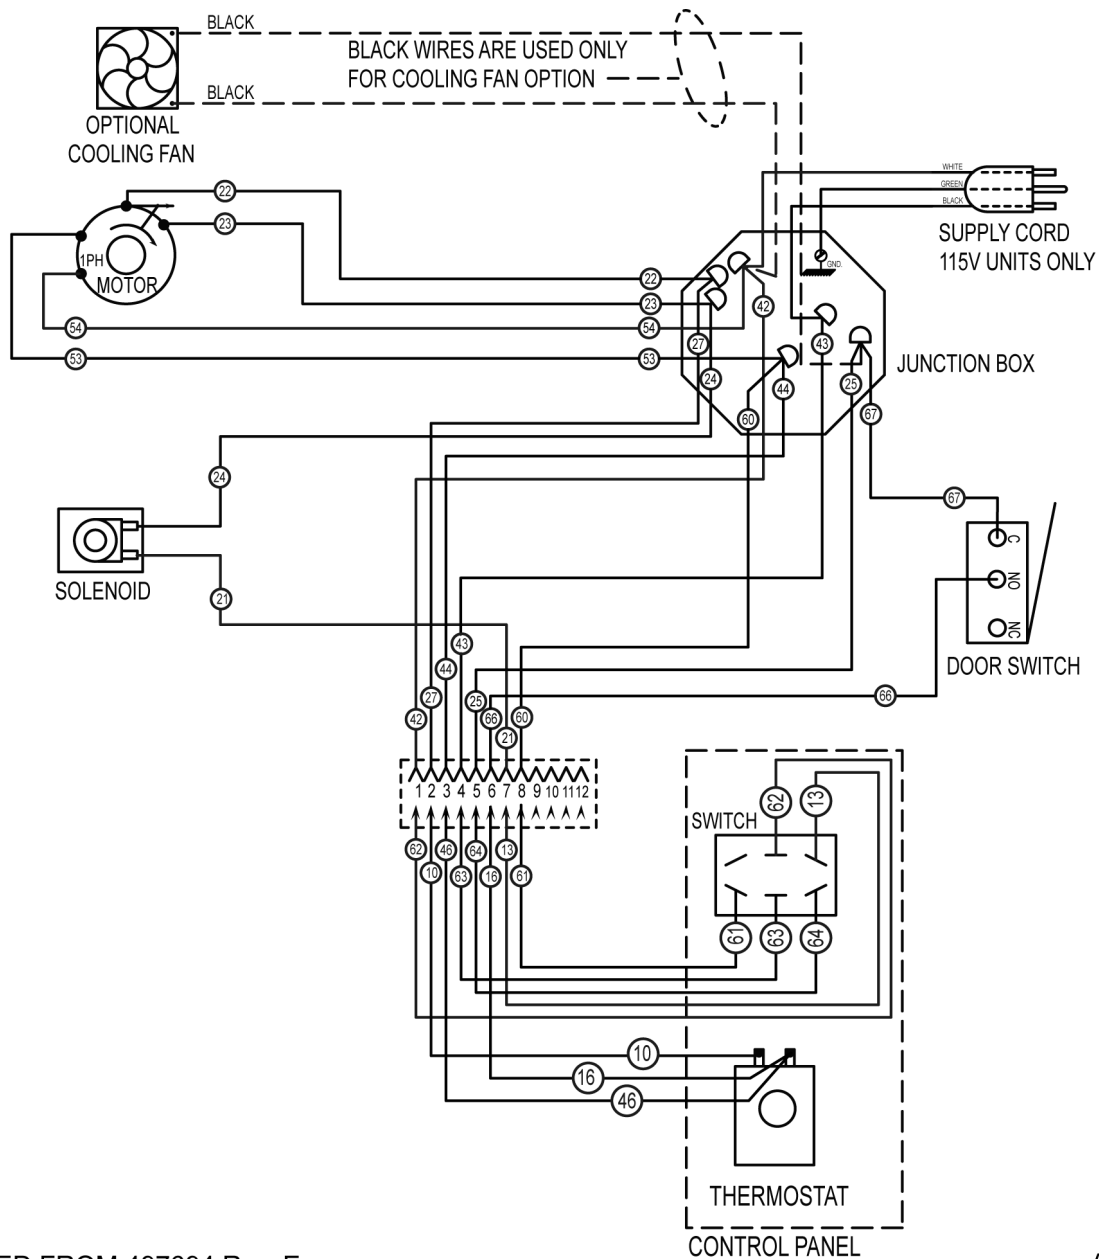 BLACK
BLACK WIRES ARE USED ONLY
FOR COOLING FAN OPTION
BLACK
OPTIONAL
COOLING FAN
WHITE
GREEN
BLACK
SUPPLY CORD
115V UNITS ONLY
22
23
1PH
MOTOR
GND.
22
23
42
54
54
53
53
27
43
JUNCTION BOX
24
44
25
60
67
24
67
C
NO
NC
SOLENOID
21
DOOR SWITCH
43
44
27
25
66
60
42
21
66
1 2 3 4 5 6 7 8 9 10 11 12
62
13
SWITCH
62
46
64
13
10
63
16
61
61
63
64
10
16
46
THERMOSTAT
CONTROL PANEL